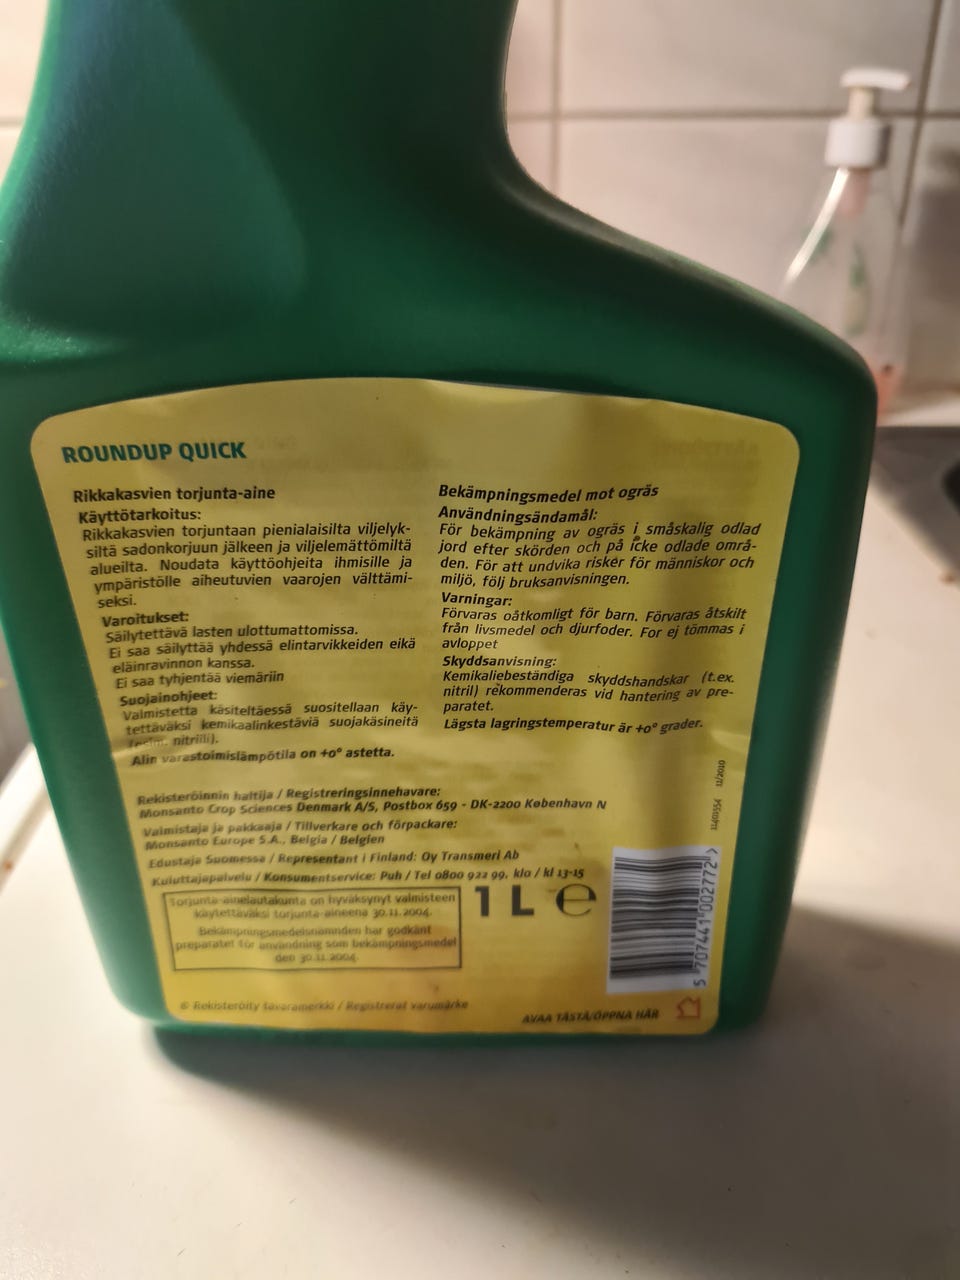 ROUNDUP QUICK
Rikkakasvien torjunta-aine
Käyttötarkoitus:
Rikkakasvien torjuntaan pienialaisilta viljelyk-
siltä sadonkorjuun jälkeen ja viljelemättömiltä
alueilta. Noudata käyttöohjeita ihmisille ja
ympäristölle aiheutuvien vaarojen välttämi-
seksi.
Varoitukset:
Säilytettävä lasten ulottumattomissa.
Ei saa säilyttää yhdessä elintarvikkeiden eikä
eläinravinnon kanssa.
Ei saa tyhjentää viemäriin
Suojainohjeet:
Valmistetta käsiteltäessä suositellaan käy-
tettäväksi kemikaalinkestäviä suojakäsineitä
(esim. nitriili).
Alin varastoimislämpötila on +0° astetta.
Bekämpningsmedel mot ogräs
Användningsändamål:
För bekämpning av ogräs i småskalig odlad
jord efter skörden och på icke odlade områ-
den. För att undvika risker för människor och
miljö, följ bruksanvisningen.
Varningar:
Förvaras oåtkomligt för barn. Förvaras åtskilt
från livsmedel och djurfoder. For ej tömmas i
avloppet
Skyddsanvisning:
Kemikaliebeständiga skyddshandskar (t.ex.
nitril) rekommenderas vid hantering av pre-
paratet.
Lägsta lagringstemperatur är +0° grader.
Rekisteröinnin haltija / Registreringsinnehavare:
Monsanto Crop Sciences Denmark A/S, Postbox 659 - DK-2200 København N
Valmistaja ja pakkaaja / Tillverkare och förpackare:
Monsanto Europe S.A., Belgia / Belgien
Edustaja Suomessa / Representant i Finland: Oy Transmeri Ab
Kuluttajapalvelu / Konsumentservice: Puh / Tel 0800 922 99, klo / kl 13-15
Torjunta-ainelautakunta on hyväksynyt valmisteen
käytettäväksi torjunta-aineena 30.11.2004.
Bekämpningsmedelsnämnden har godkänt
preparatet för användning som bekämpningsmedel
den 30.11.2004.
1 L e
® Rekisteröity tavaramerkki / Registrerat varumärke
AVAA TÄSTÄ/ÖPPNA HÄR
11401554 11/2010
5 707441 002772 >